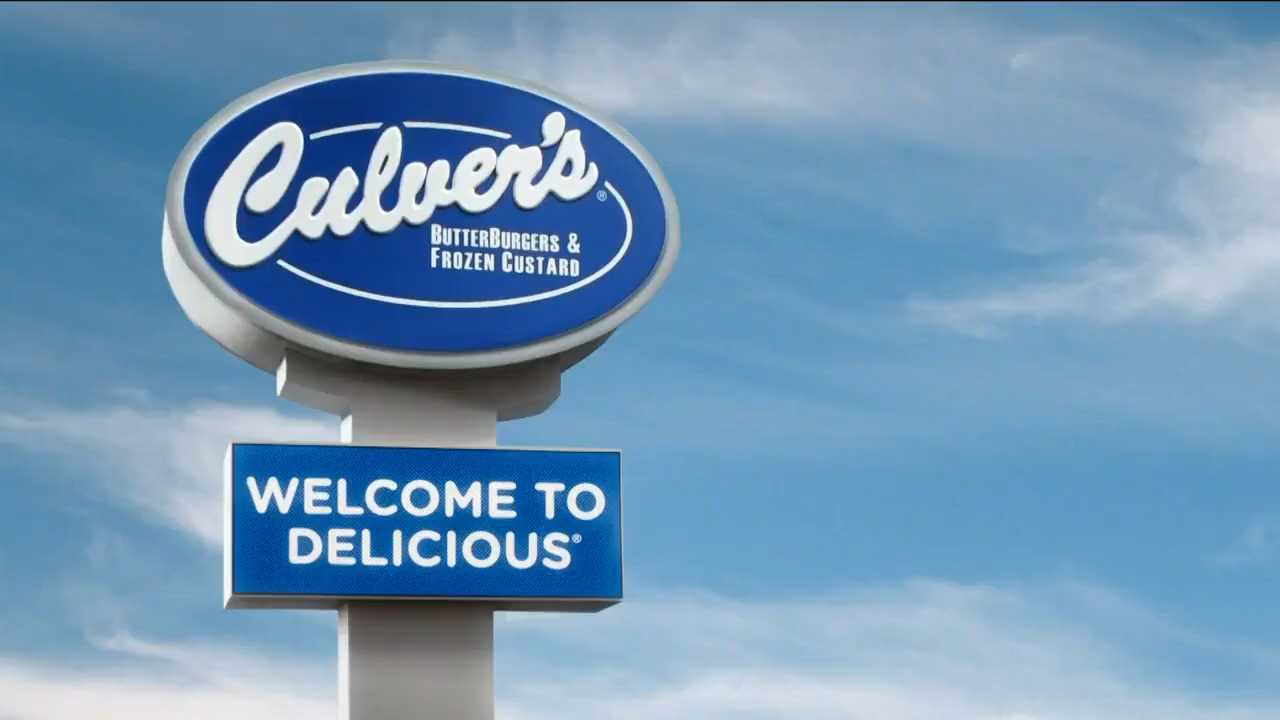 Culver's®
ButterBurgers &
Frozen Custard
WELCOME TO
DELICIOUS®